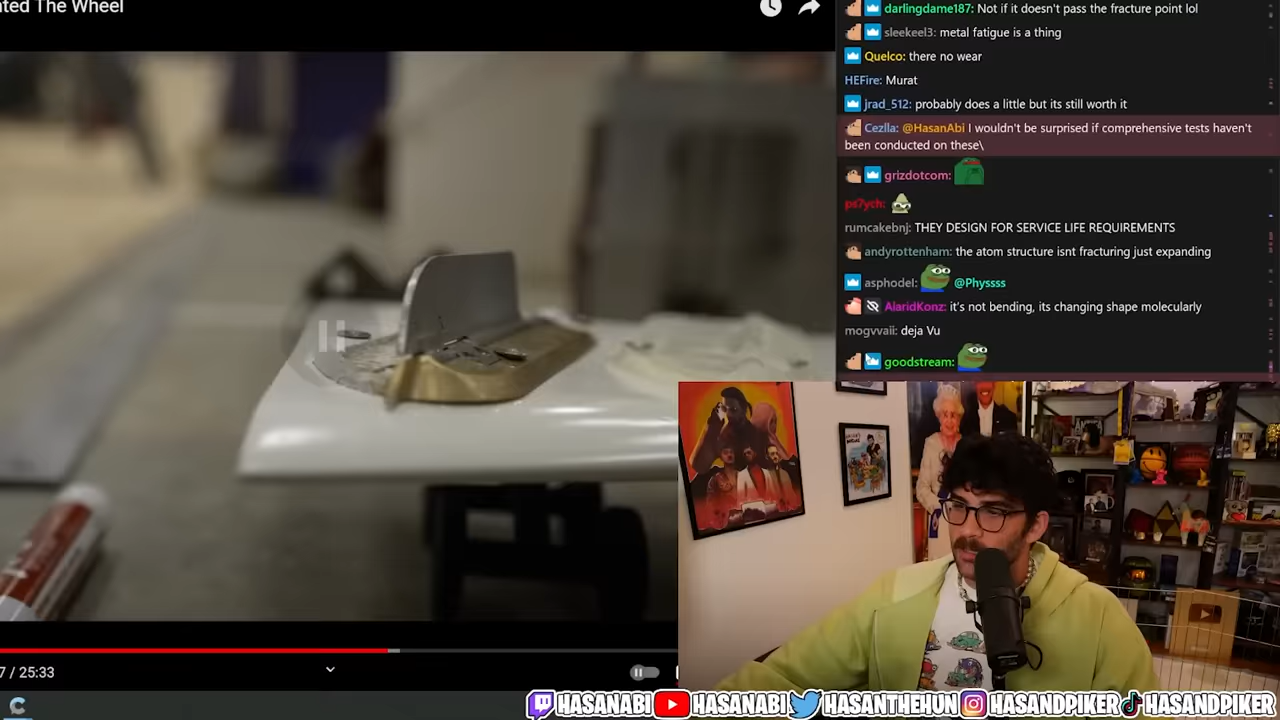 ted The Wheel
darlingdame187: Not if it doesn't pass the fracture point lol
sleekeel3: metal fatigue is a thing
Quelco: there no wear
HEFire: Murat
jrad_512: probably does a little but its still worth it
Cezlla: @HasanAbi I wouldn't be surprised if comprehensive tests haven't
been conducted on these\
grizdotcom:
ps7ych:
rumcakebnj: THEY DESIGN FOR SERVICE LIFE REQUIREMENTS
andyrottenham: the atom structure isnt fracturing just expanding
asphodel: @Physsss
AlaridKonz: it's not bending, its changing shape molecularly
mogvvaii: deja Vu
goodstream:
7 / 25:33
HASANABI HASANABI HASANTHEHUN HASANDPIKER HASANDPIKER